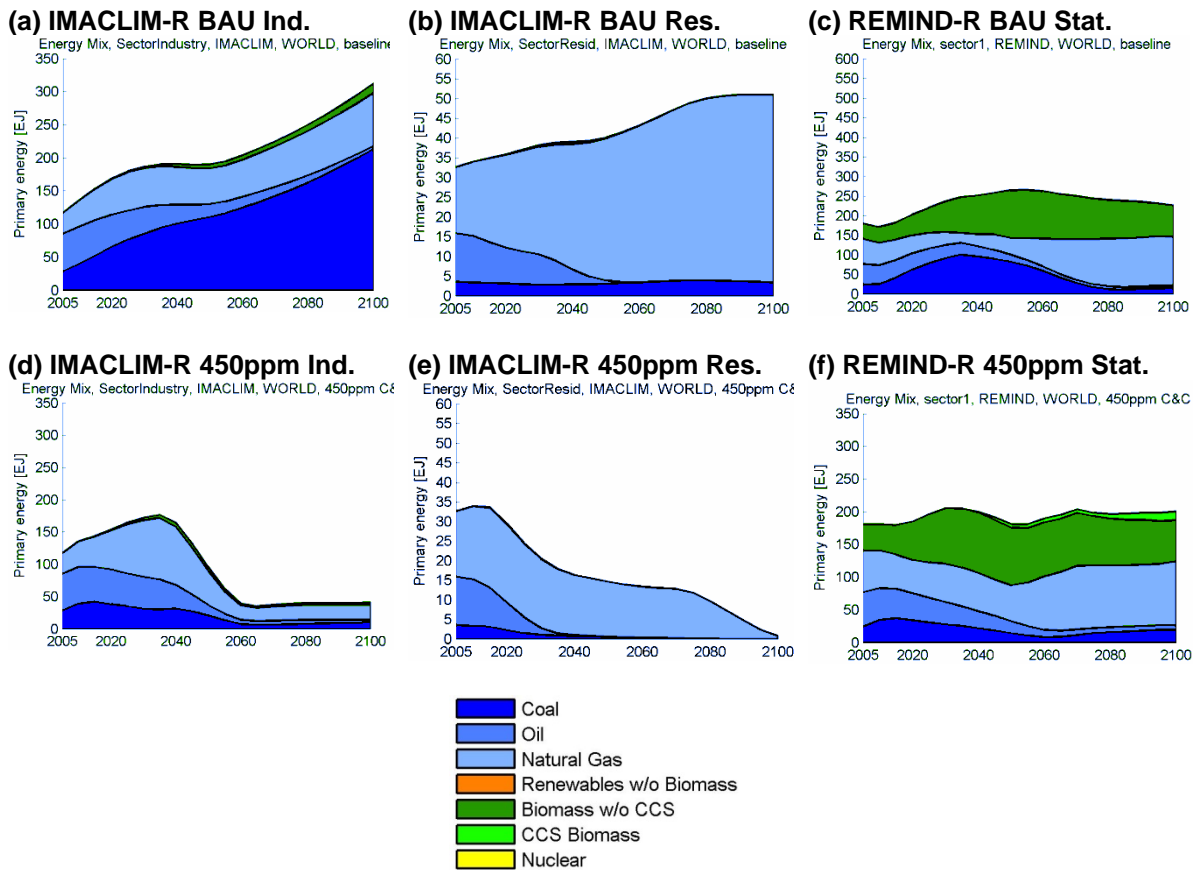 (a) IMACLIM-R BAU Ind.
Energy Mix, SectorIndustry, IMACLIM, WORLD, baseline
350
300
250
200
150
100
50
0
Primary energy [EJ]
2005 2020 2040 2060 2080 2100
(b) IMACLIM-R BAU Res.
Energy Mix, SectorResid, IMACLIM, WORLD, baseline
60
55
50
45
40
35
30
25
20
15
10
5
0
Primary energy [EJ]
2005 2020 2040 2060 2080 2100
(c) REMIND-R BAU Stat.
Energy Mix, sector1, REMIND, WORLD, baseline
600
500
450
400
350
300
250
200
150
100
50
0
Primary energy [EJ]
2005 2020 2040 2060 2080 2100
(d) IMACLIM-R 450ppm Ind.
Energy Mix, SectorIndustry, IMACLIM, WORLD, 450ppm C&
350
300
250
200
150
100
50
0
Primary energy [EJ]
2005 2020 2040 2060 2080 2100
(e) IMACLIM-R 450ppm Res.
Energy Mix, SectorResid, IMACLIM, WORLD, 450ppm C&
60
55
50
45
40
35
30
25
20
15
10
5
0
Primary energy [EJ]
2005 2020 2040 2060 2080 2100
(f) REMIND-R 450ppm Stat.
Energy Mix, sector1, REMIND, WORLD, 450ppm C&C
350
300
250
200
150
100
50
0
Primary energy [EJ]
2005 2020 2040 2060 2080 2100
Coal
Oil
Natural Gas
Renewables w/o Biomass
Biomass w/o CCS
CCS Biomass
Nuclear